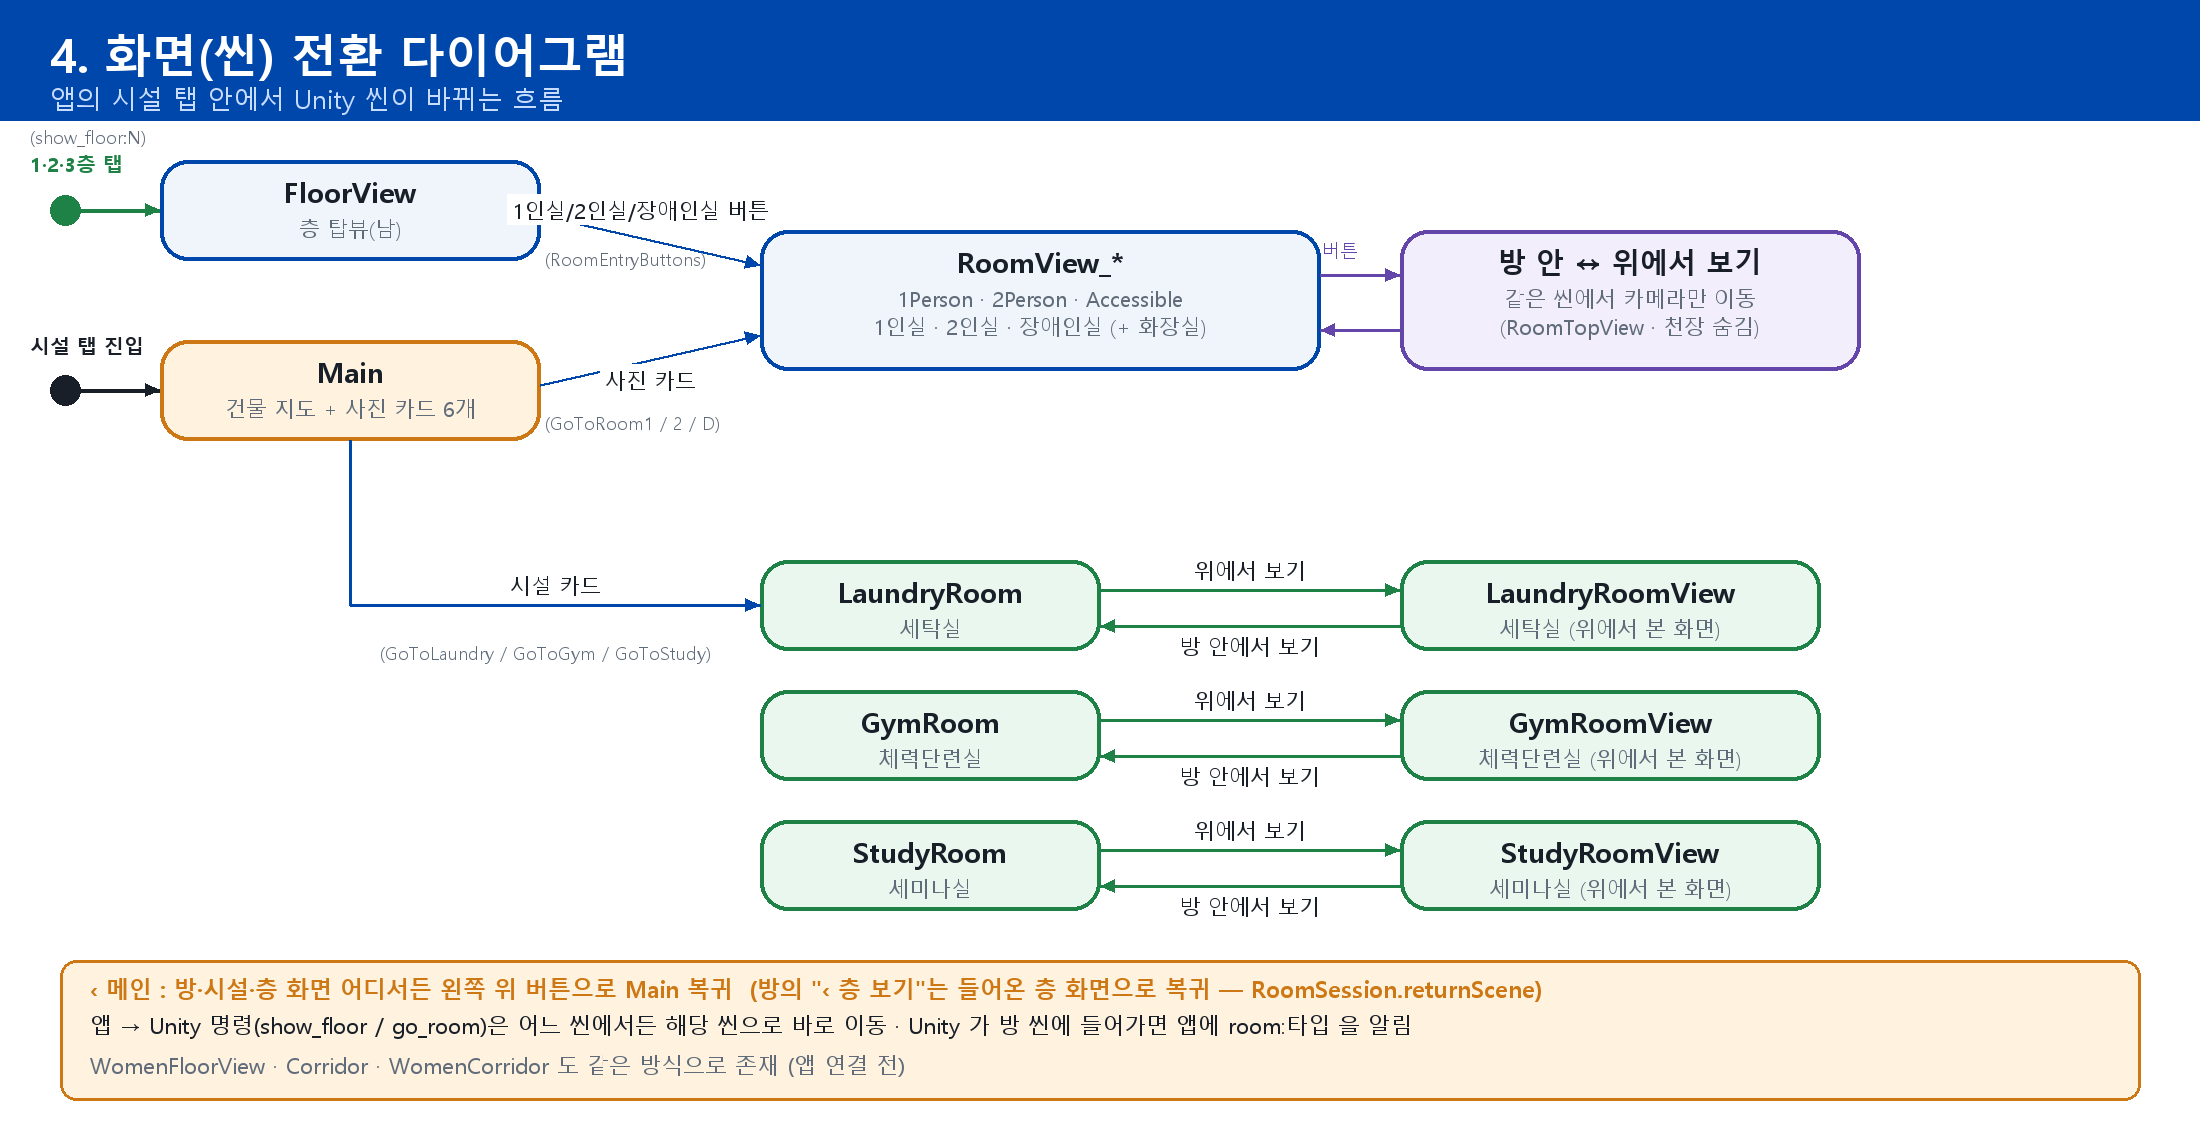 4. 화면(씬) 전환 다이어그램
앱의 시설 탭 안에서 Unity 씬이 바뀌는 흐름
(show_floor:N)
1·2·3층 탭
FloorView
층 탑뷰(남)
1인실/2인실/장애인실 버튼
(RoomEntryButtons)
RoomView_*
1Person · 2Person · Accessible
1인실 · 2인실 · 장애인실 (+ 화장실)
버튼
방 안 ↔ 위에서 보기
같은 씬에서 카메라만 이동
(RoomTopView · 천장 숨김)
시설 탭 진입
Main
건물 지도 + 사진 카드 6개
사진 카드
(GoToRoom1 / 2 / D)
시설 카드
(GoToLaundry / GoToGym / GoToStudy)
LaundryRoom
세탁실
위에서 보기
방 안에서 보기
LaundryRoomView
세탁실 (위에서 본 화면)
GymRoom
체력단련실
위에서 보기
방 안에서 보기
GymRoomView
체력단련실 (위에서 본 화면)
StudyRoom
세미나실
위에서 보기
방 안에서 보기
StudyRoomView
세미나실 (위에서 본 화면)
‹ 메인 : 방·시설·층 화면 어디서든 왼쪽 위 버튼으로 Main 복귀 (방의 "‹ 층 보기"는 들어온 층 화면으로 복귀 — RoomSession.returnScene)
앱 → Unity 명령(show_floor / go_room)은 어느 씬에서든 해당 씬으로 바로 이동 · Unity 가 방 씬에 들어가면 앱에 room:타입 을 알림
WomenFloorView · Corridor · WomenCorridor 도 같은 방식으로 존재 (앱 연결 전)